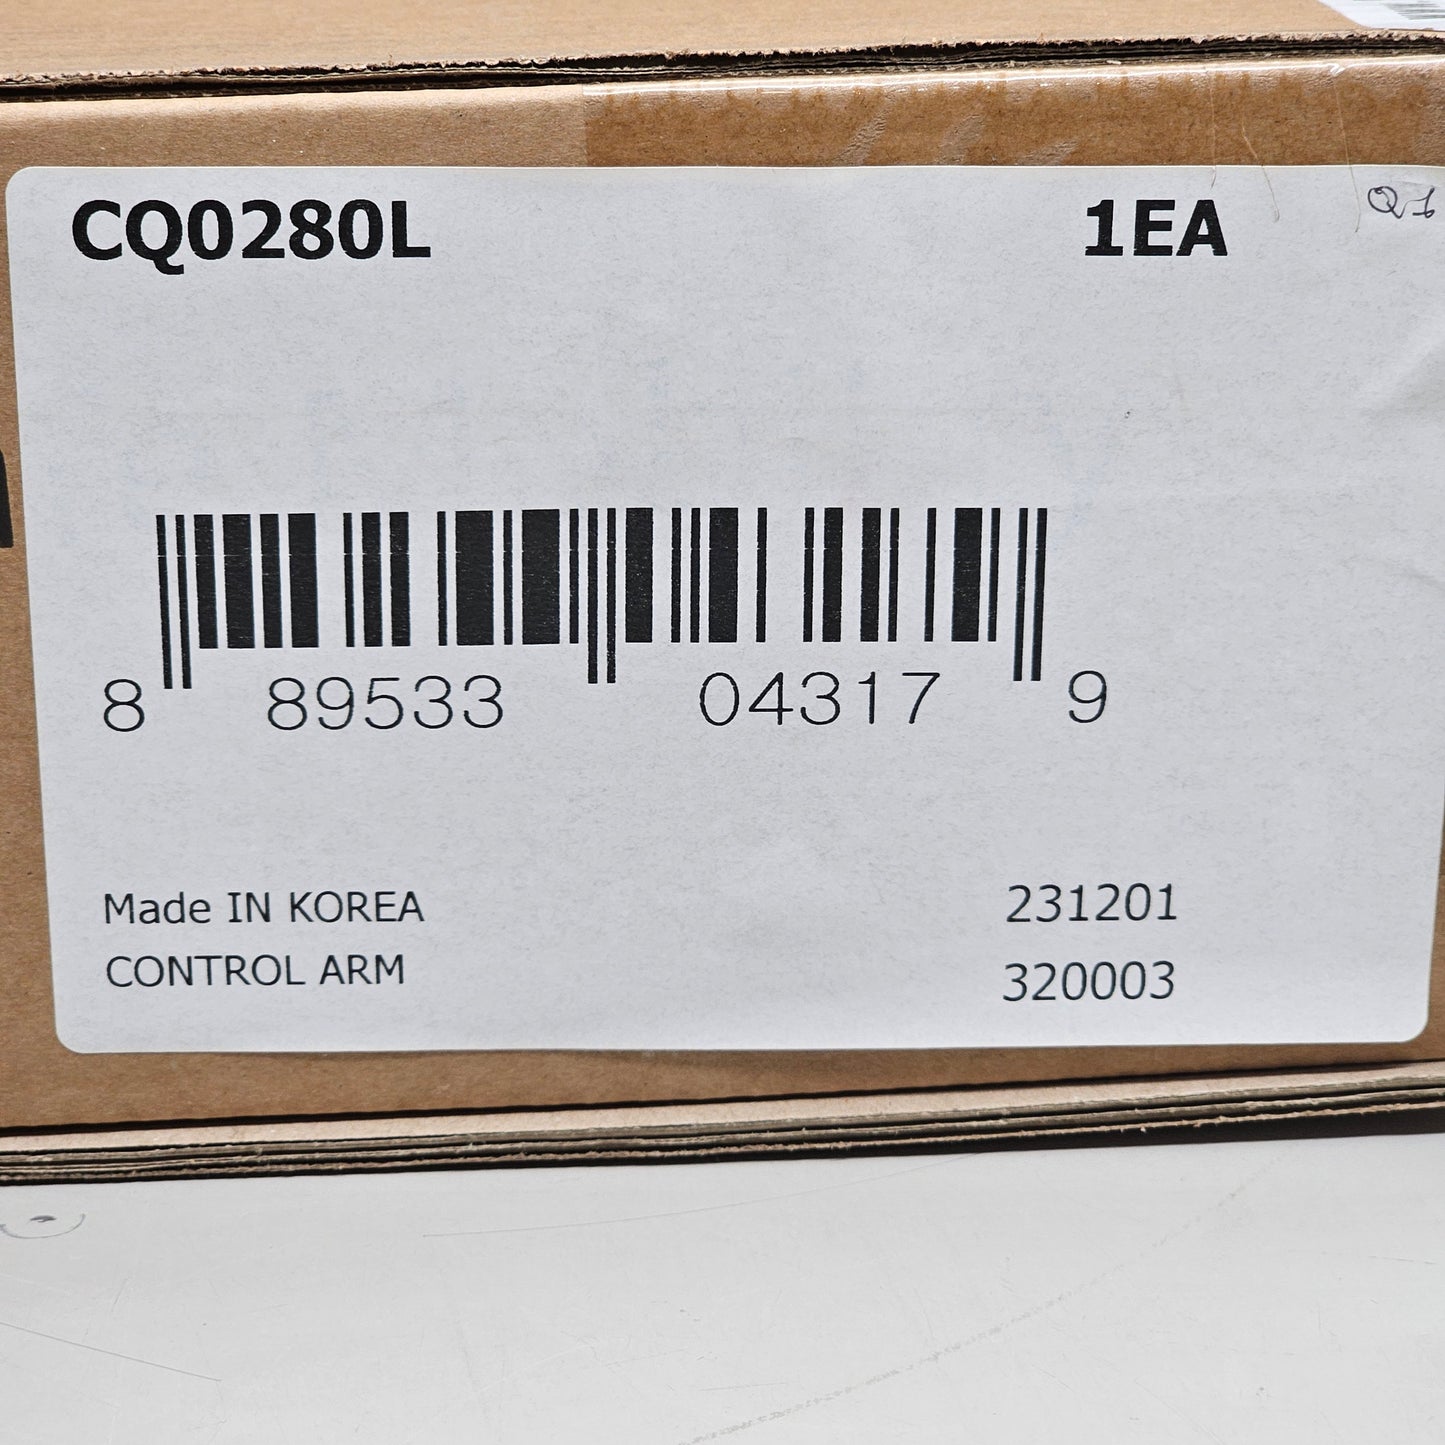 CQ0280L 1EA
Q1
8 89533 04317 9
Made IN KOREA 231201
CONTROL ARM 320003